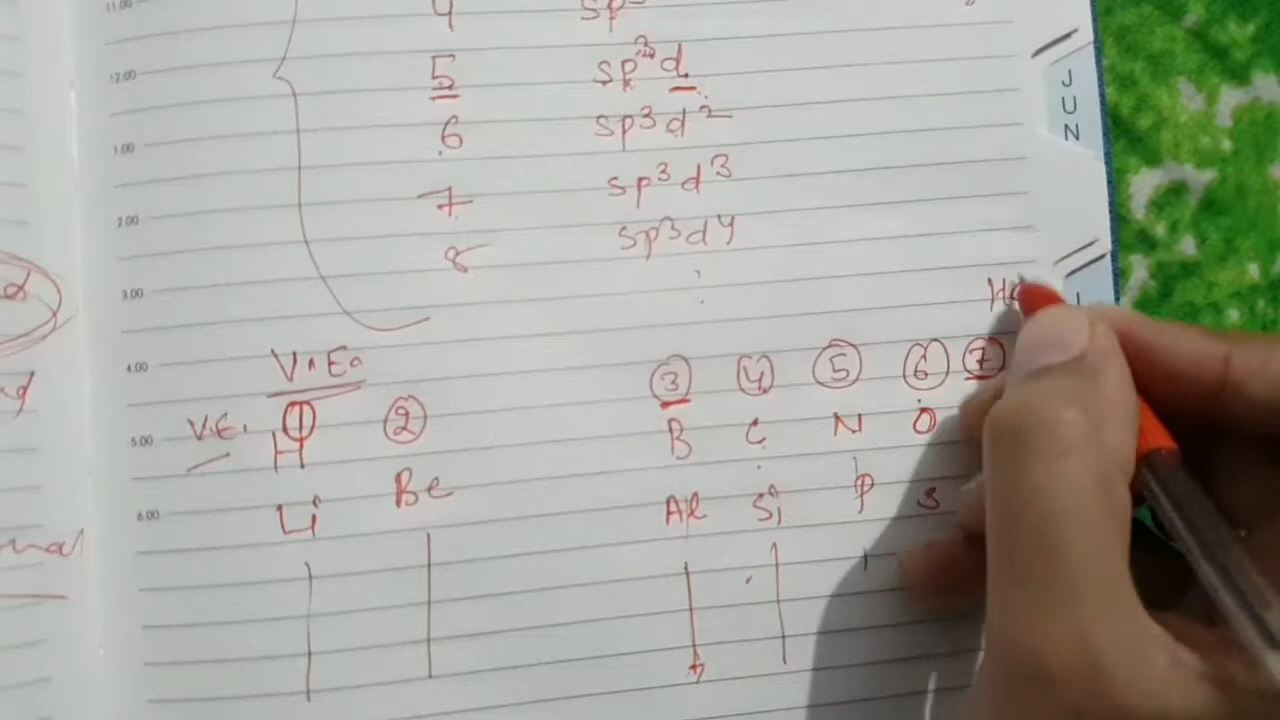 11.00 4 sp³
12.00 5 sp³d
6 sp³d²
1.00
7 sp³d³
2.00
8 sp³d4
3.00
4.00 V∧E∘ 3 4 5 6 7
V.E. 1 2
5.00 H B C N O
Li Be Al Si P S
6.00
JUN